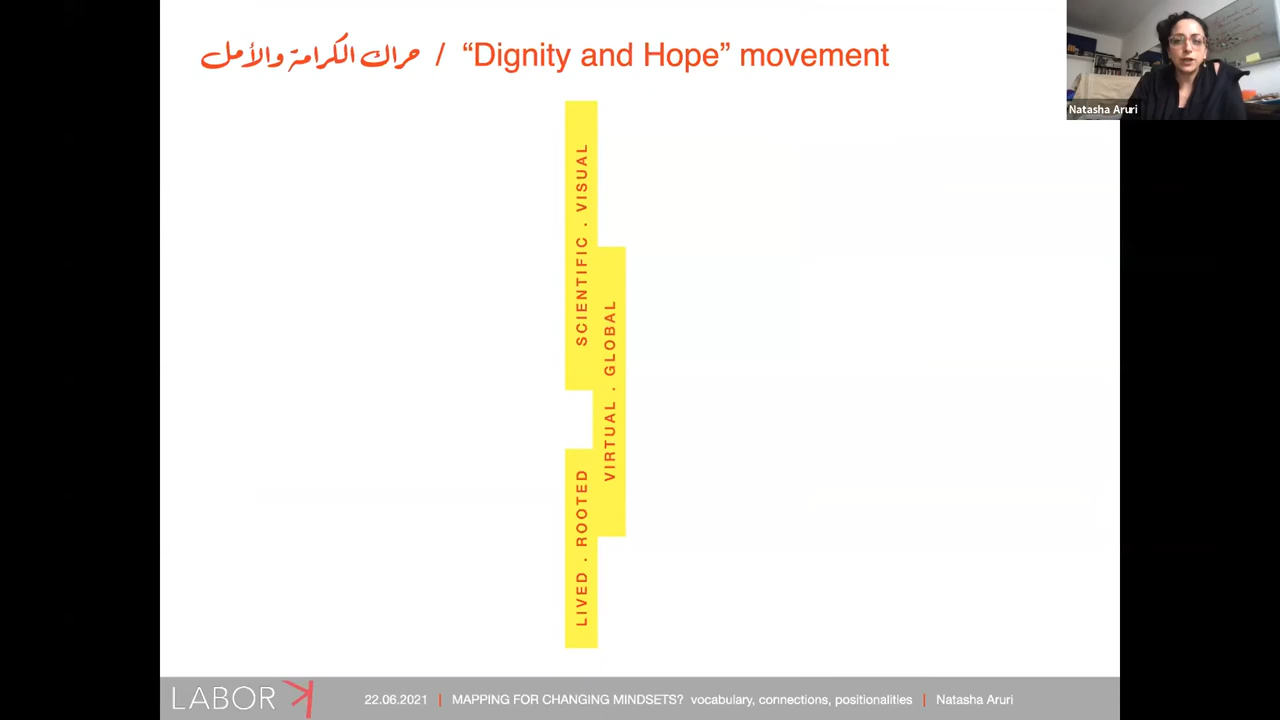 حراك الكرامة والأمل / “Dignity and Hope” movement
Natasha Aruri
SCIENTIFIC . VISUAL
VIRTUAL . GLOBAL
LIVED . ROOTED
LABOR K
22.06.2021 | MAPPING FOR CHANGING MINDSETS? vocabulary, connections, positionalities | Natasha Aruri